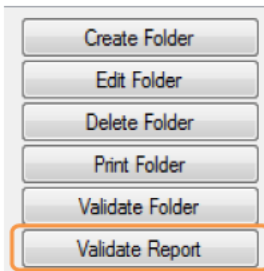 Create Folder
Edit Folder
Delete Folder
Print Folder
Validate Folder
Validate Report